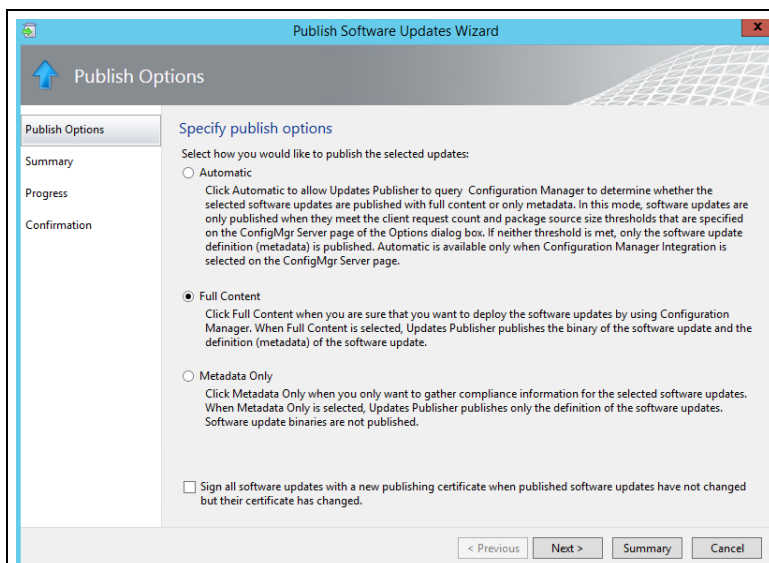 Publish Software Updates Wizard
x
Publish Options
Publish Options
Summary
Progress
Confirmation
Specify publish options
Select how you would like to publish the selected updates:
Automatic
Click Automatic to allow Updates Publisher to query  Configuration Manager to determine whether the
selected software updates are published with full content or only metadata. In this mode, software updates are
only published when they meet the client request count and package source size thresholds that are specified
on the ConfigMgr Server page of the Options dialog box. If neither threshold is met, only the software update
definition (metadata) is published. Automatic is available only when Configuration Manager Integration is
selected on the ConfigMgr Server page.
Full Content
Click Full Content when you are sure that you want to deploy the software updates by using Configuration
Manager. When Full Content is selected, Updates Publisher publishes the binary of the software update and the
definition (metadata) of the software update.
Metadata Only
Click Metadata Only when you only want to gather compliance information for the selected software updates.
When Metadata Only is selected, Updates Publisher publishes only the definition of the software updates.
Software update binaries are not published.
Sign all software updates with a new publishing certificate when published software updates have not changed
but their certificate has changed.
< Previous
Next >
Summary
Cancel